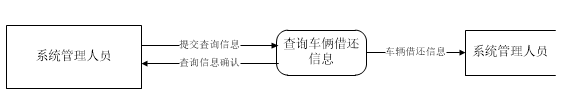 系统管理人员
提交查询信息
查询信息确认
查询车辆借还
信息
车辆借还信息
系统管理人员